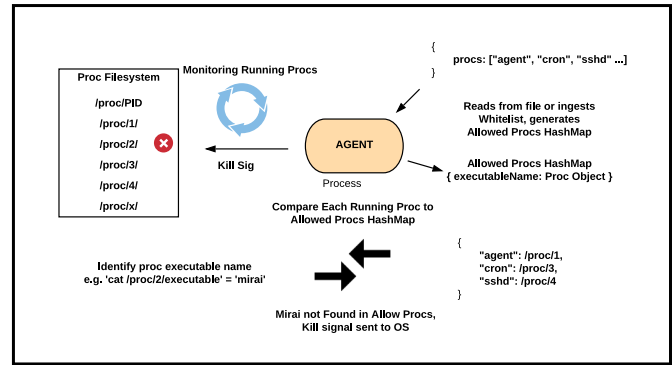 Proc Filesystem
/proc/PID
/proc/1/
/proc/2/
/proc/3/
/proc/4/
/proc/x/
Monitoring Running Procs
Kill Sig
AGENT
Process
{
procs: ["agent", "cron", "sshd" ...]
}
Reads from file or ingests
Whitelist, generates
Allowed Procs HashMap
Allowed Procs HashMap
{ executableName: Proc Object }
Compare Each Running Proc to
Allowed Procs HashMap
Identify proc executable name
e.g. 'cat /proc/2/executable' = 'mirai'
Mirai not Found in Allow Procs,
Kill signal sent to OS
{
"agent": /proc/1,
"cron": /proc/3,
"sshd": /proc/4
}